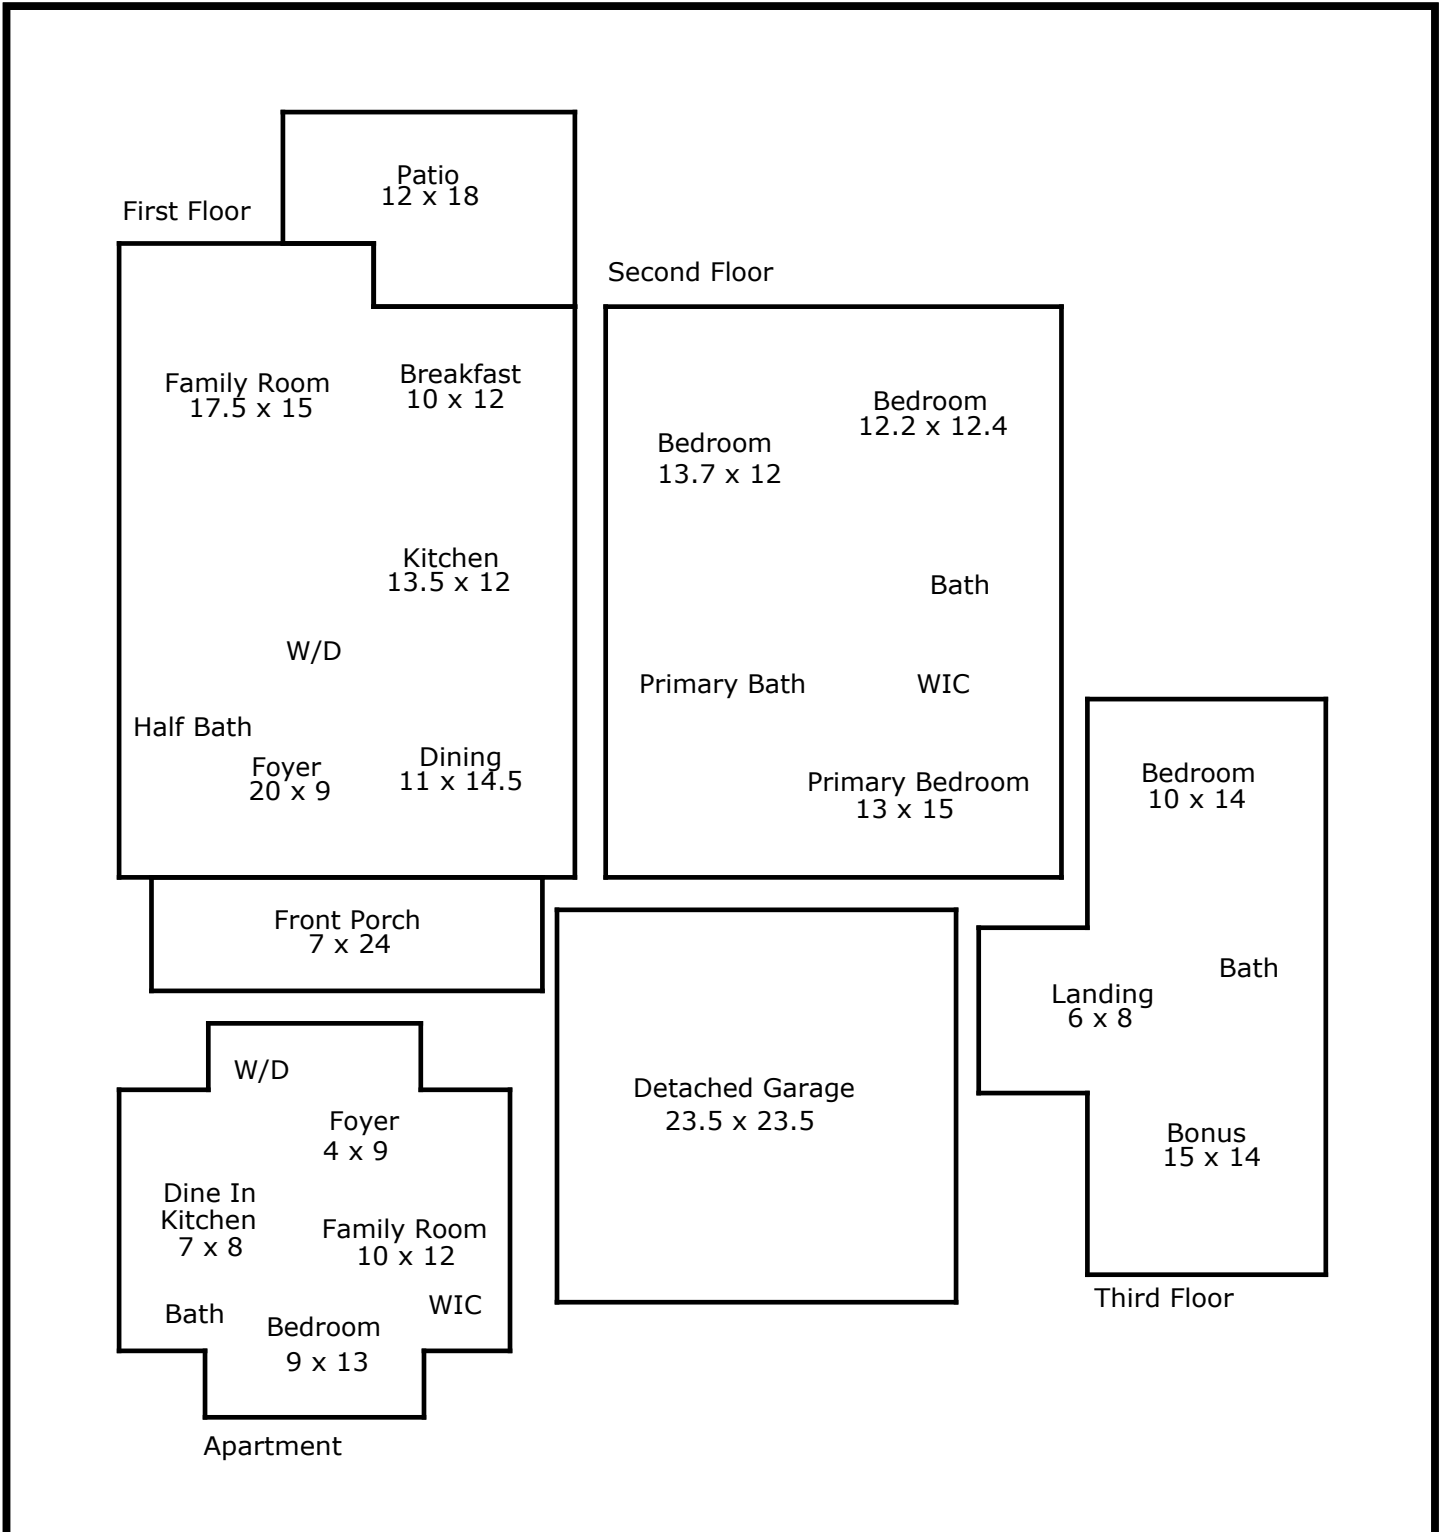 Patio
12 x 18
First Floor
Family Room
17.5 x 15
Breakfast
10 x 12
Kitchen
13.5 x 12
W/D
Half Bath
Foyer
20 x 9
Dining
11 x 14.5
Front Porch
7 x 24
Second Floor
Bedroom
13.7 x 12
Bedroom
12.2 x 12.4
Bath
Primary Bath
WIC
Primary Bedroom
13 x 15
Bedroom
10 x 14
Bath
Landing
6 x 8
Bonus
15 x 14
Third Floor
Detached Garage
23.5 x 23.5
W/D
Foyer
4 x 9
Dine In
Kitchen
7 x 8
Family Room
10 x 12
Bath
WIC
Bedroom
9 x 13
Apartment